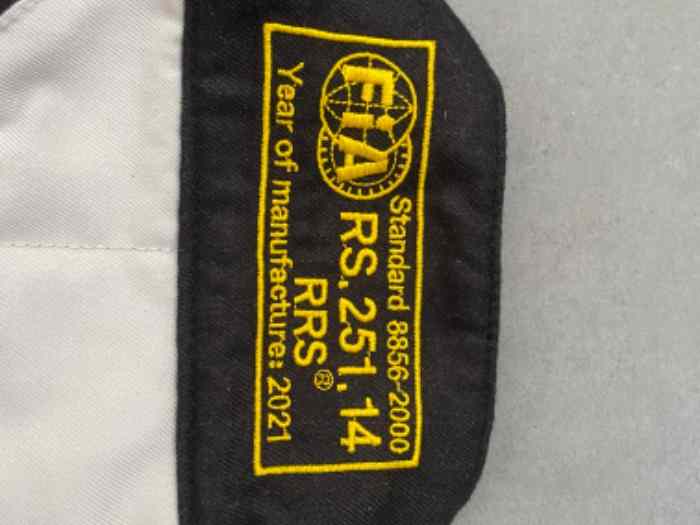 FIA
Standard 8856-2000
RS.251.14
RRS®
Year of manufacture: 2021